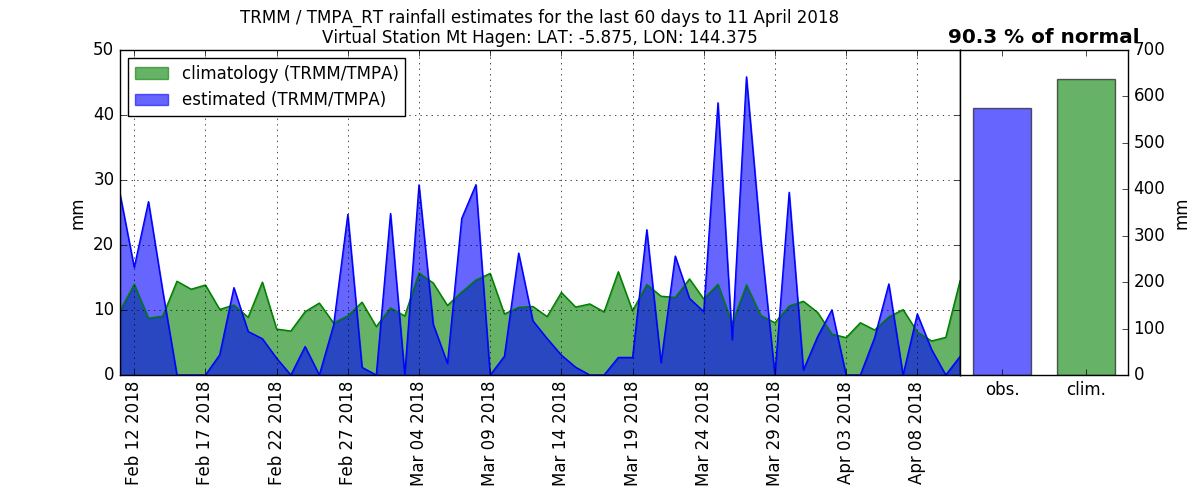 TRMM / TMPA_RT rainfall estimates for the last 60 days to 11 April 2018
Virtual Station Mt Hagen: LAT: -5.875, LON: 144.375
90.3 % of normal
climatology (TRMM/TMPA)
estimated (TRMM/TMPA)
50
40
30
20
10
0
mm
Feb 12 2018
Feb 17 2018
Feb 22 2018
Feb 27 2018
Mar 04 2018
Mar 09 2018
Mar 14 2018
Mar 19 2018
Mar 24 2018
Mar 29 2018
Apr 03 2018
Apr 08 2018
700
600
500
400
300
200
100
0
mm
obs.
clim.